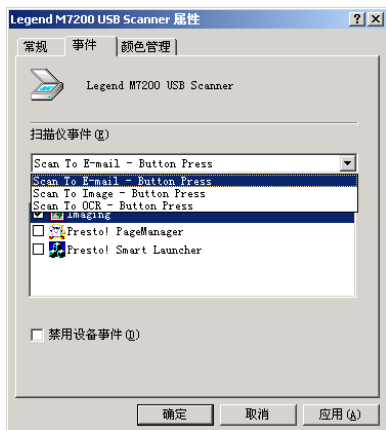 Legend M7200 USB Scanner 属性
常规 事件 颜色管理
Legend M7200 USB Scanner
扫描仪事件(E)
Scan To E-mail - Button Press
Scan To E-mail - Button Press
Scan To Image - Button Press
Scan To OCR - Button Press
Imaging
Presto! PageManager
Presto! Smart Launcher
禁用设备事件(D)
确定 取消 应用(A)